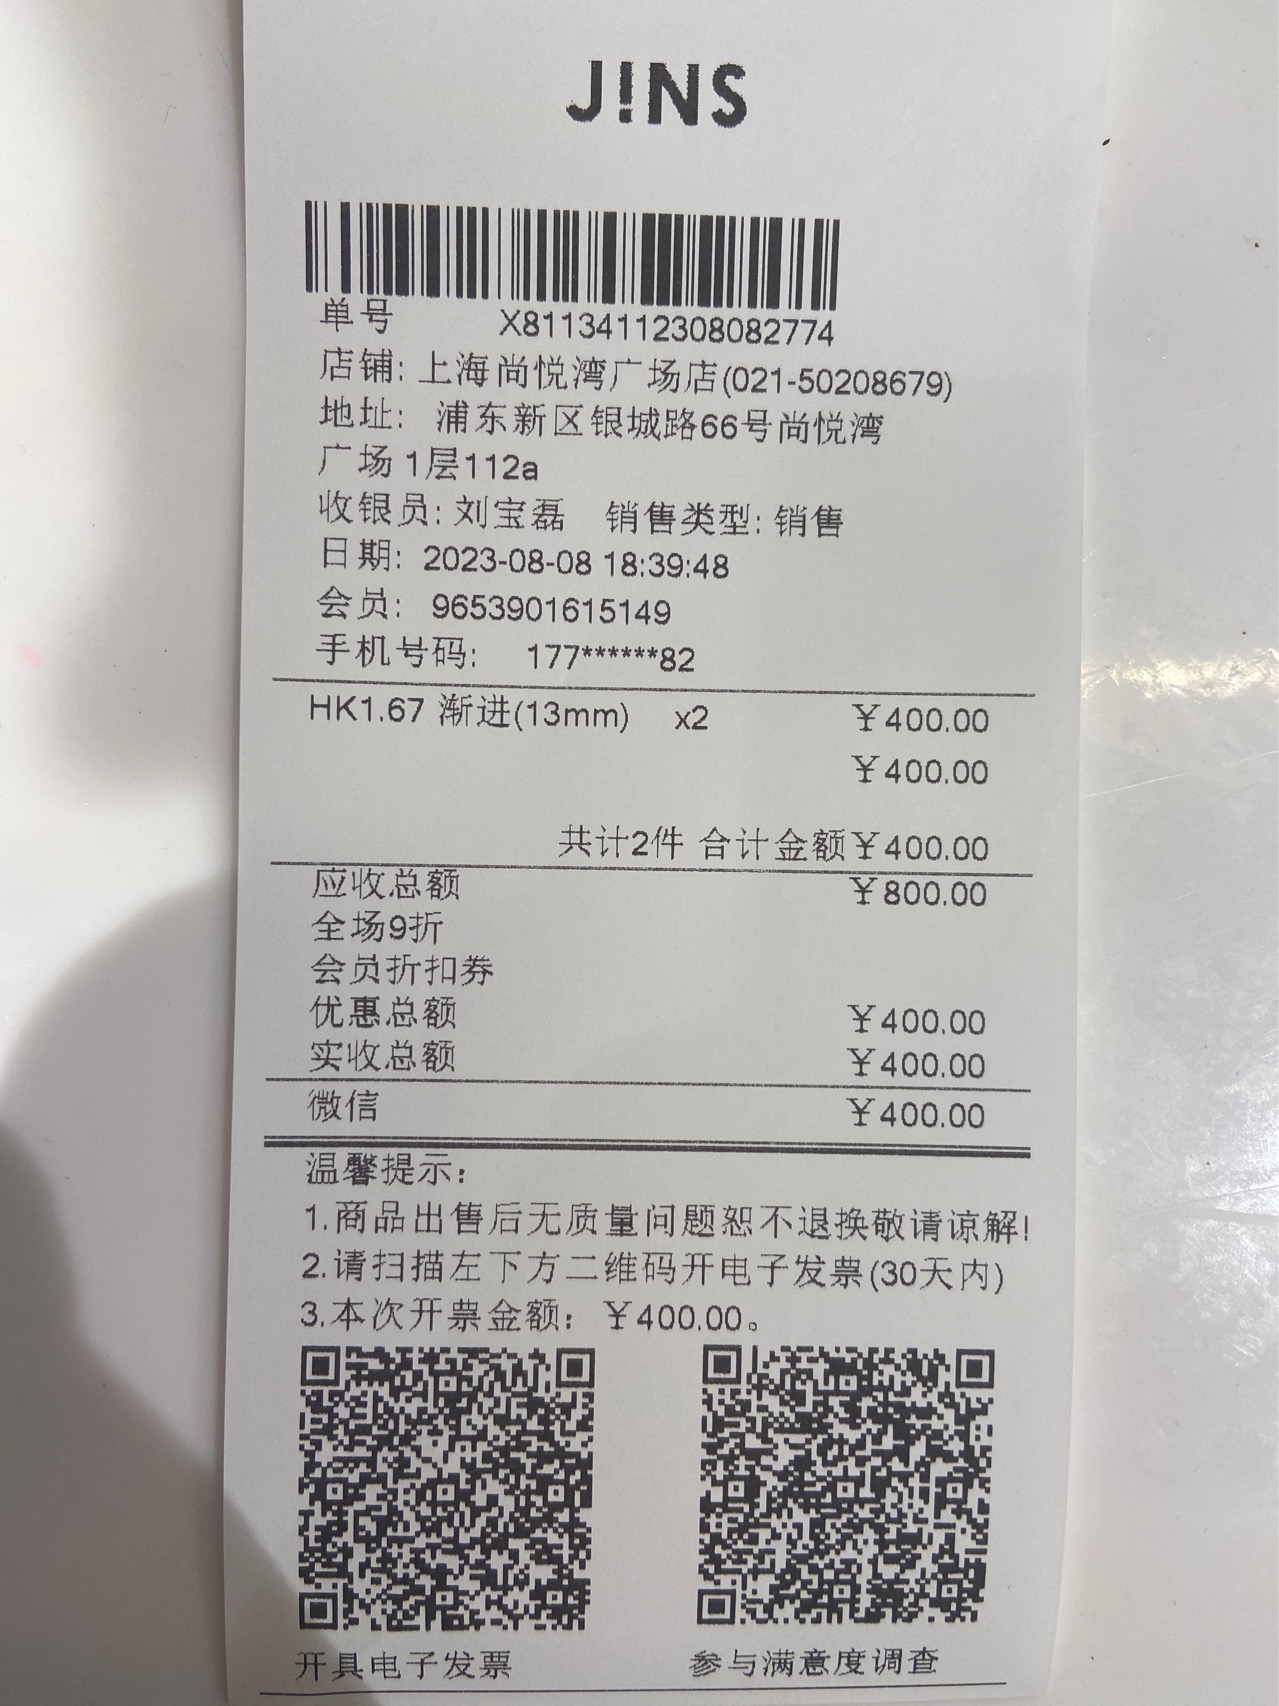 J!NS
单号 X81134112308082774
店铺: 上海尚悦湾广场店(021-50208679)
地址: 浦东新区银城路66号尚悦湾
广场 1层112a
收银员: 刘宝磊 销售类型: 销售
日期: 2023-08-08 18:39:48
会员: 9653901615149
手机号码: 177******82
HK1.67 渐进(13mm) x2 ￥400.00
￥400.00
共计2件 合计金额￥400.00
应收总额 ￥800.00
全场9折
会员折扣券
优惠总额 ￥400.00
实收总额 ￥400.00
微信 ￥400.00
温馨提示:
1.商品出售后无质量问题恕不退换敬请谅解!
2.请扫描左下方二维码开电子发票(30天内)
3.本次开票金额: ￥400.00。
开具电子发票 参与满意度调查